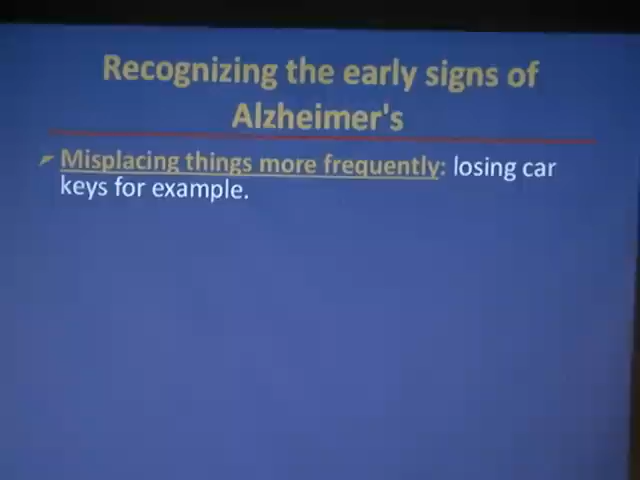 Recognizing the early signs of
Alzheimer's
Misplacing things more frequently: losing car
keys for example.